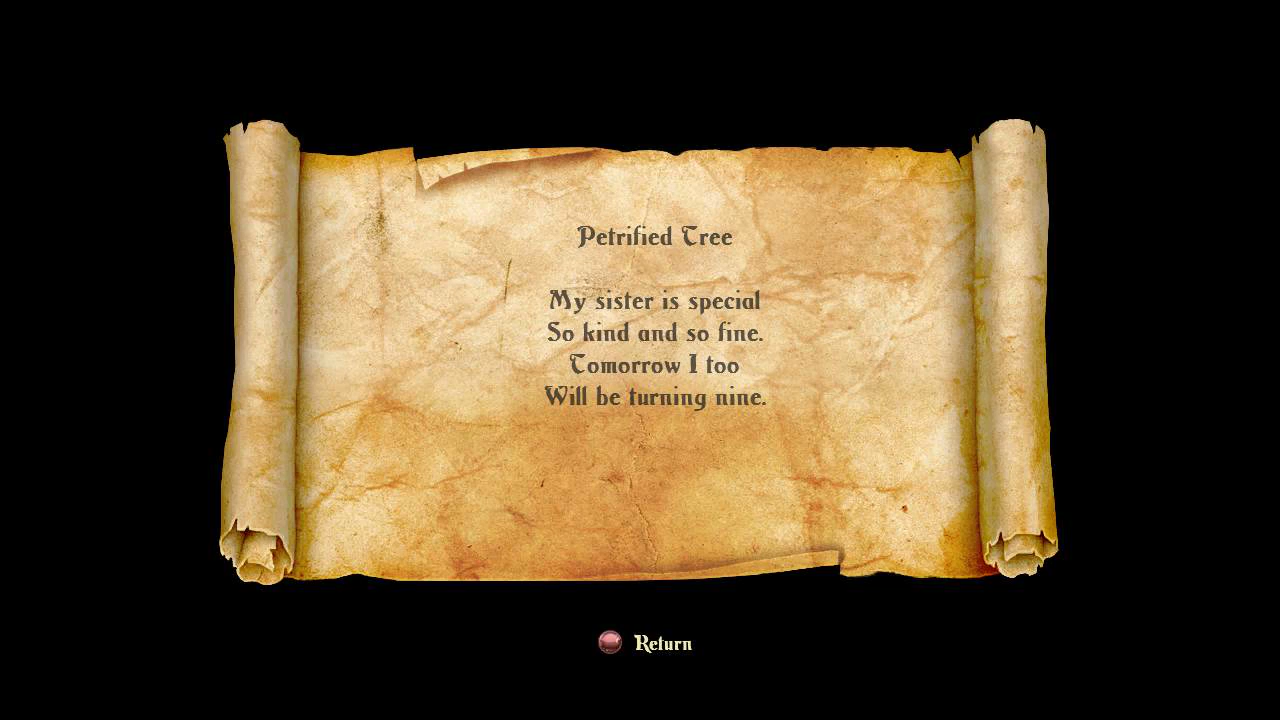 Petrified Tree
My sister is special
So kind and so fine.
Tomorrow I too
Will be turning nine.
Return